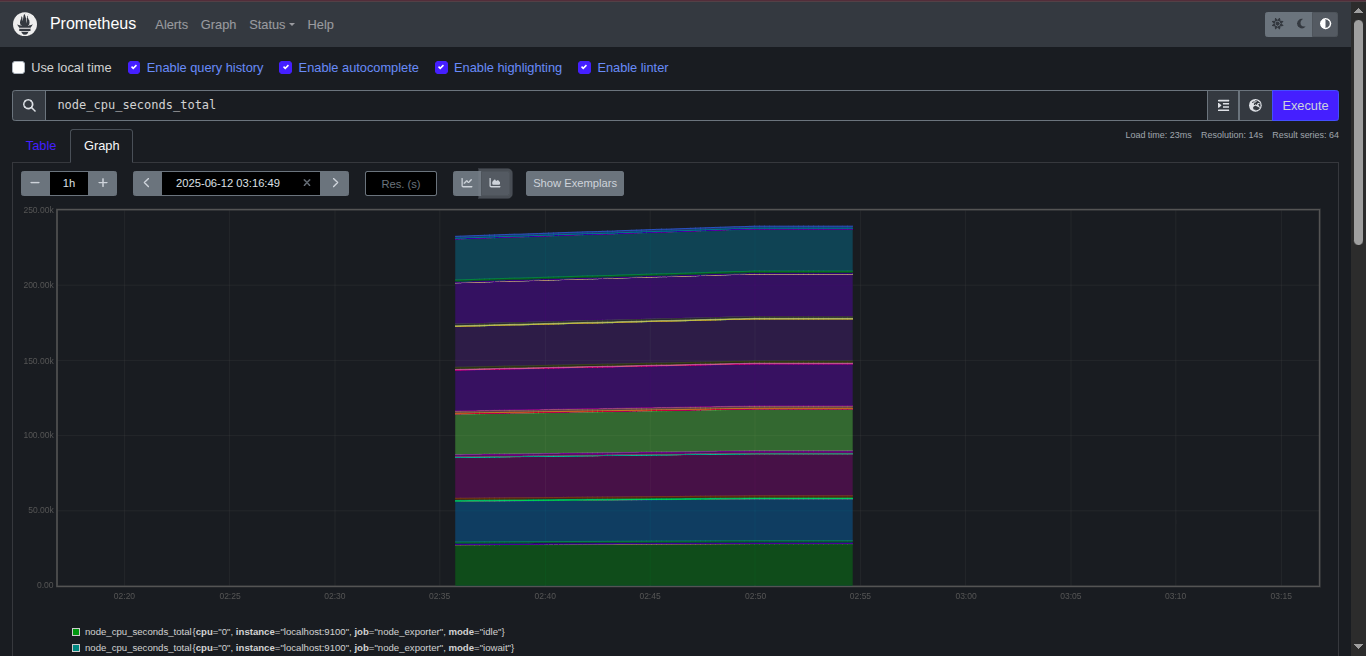 Prometheus Alerts Graph Status Help
Use local time Enable query history Enable autocomplete Enable highlighting Enable linter
node_cpu_seconds_total Execute
Load time: 23ms Resolution: 14s Result series: 64
Table Graph
1h 2025-06-12 03:16:49 Res. (s) Show Exemplars
250.00k
200.00k
150.00k
100.00k
50.00k
0.00
02:20 02:25 02:30 02:35 02:40 02:45 02:50 02:55 03:00 03:05 03:10 03:15
node_cpu_seconds_total{cpu="0", instance="localhost:9100", job="node_exporter", mode="idle"}
node_cpu_seconds_total{cpu="0", instance="localhost:9100", job="node_exporter", mode="iowait"}